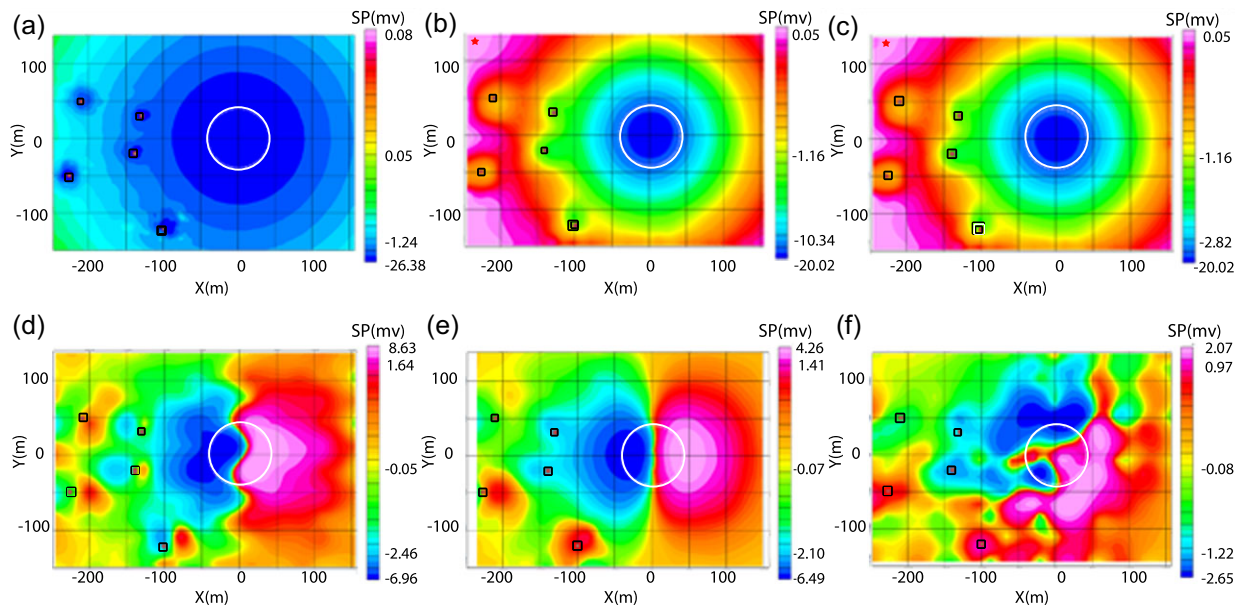 (a)
SP(mv)
0.08
0.05
-1.24
-26.38
100
0
-100
Y(m)
-200
-100
0
100
X(m)
(b)
SP(mv)
0.05
-1.16
-10.34
-20.02
100
0
-100
Y(m)
-200
-100
0
100
X(m)
(c)
SP(mv)
0.05
-1.16
-2.82
-20.02
100
0
-100
Y(m)
-200
-100
0
100
X(m)
(d)
SP(mv)
8.63
1.64
-0.05
-2.46
-6.96
100
0
-100
Y(m)
-200
-100
0
100
X(m)
(e)
SP(mv)
4.26
1.41
-0.07
-2.10
-6.49
100
0
-100
Y(m)
-200
-100
0
100
X(m)
(f)
SP(mv)
2.07
0.97
-0.08
-1.22
-2.65
100
0
-100
Y(m)
-200
-100
0
100
X(m)